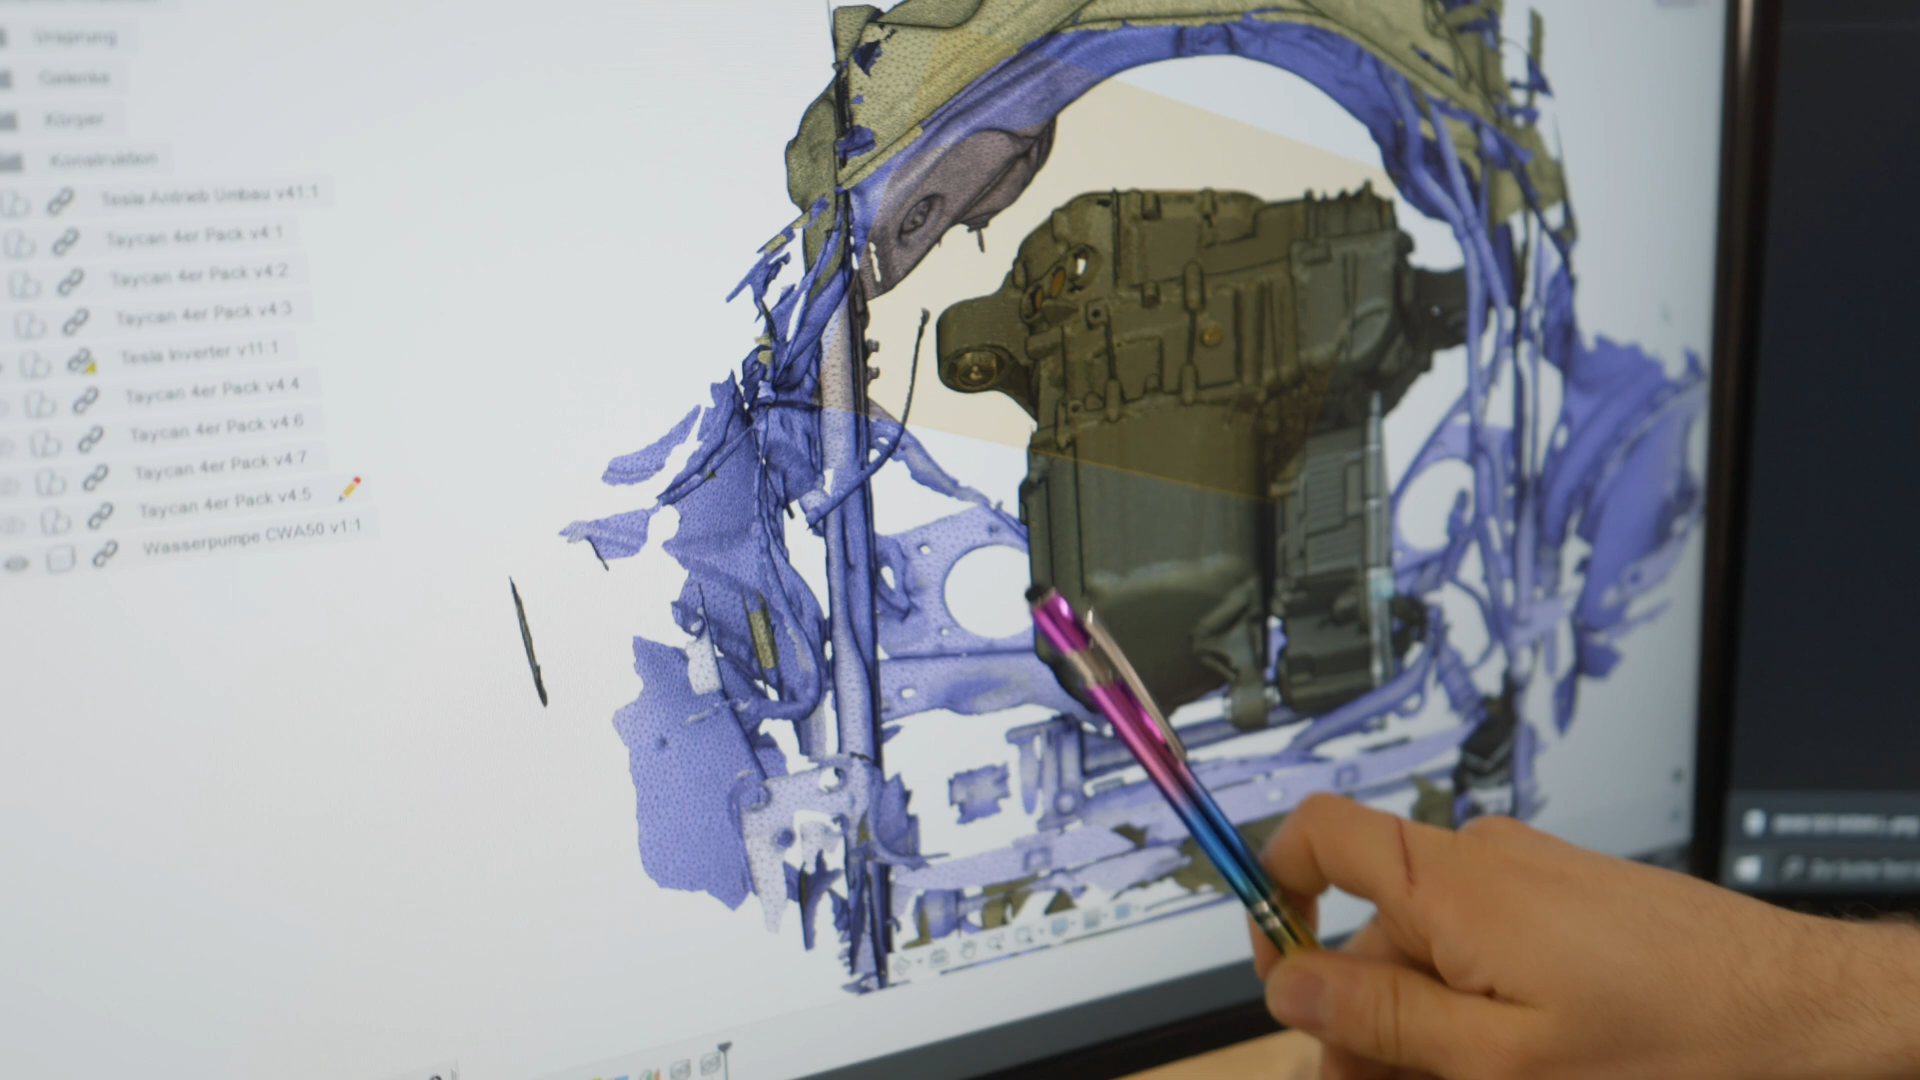 Ursprung
Gelenke
Körper
Konstruktion
Tesla Antrieb Umbau v41:1
Taycan 4er Pack v4:1
Taycan 4er Pack v4:2
Taycan 4er Pack v4:3
Tesla Inverter v11:1
Taycan 4er Pack v4:4
Taycan 4er Pack v4:6
Taycan 4er Pack v4:7
Taycan 4er Pack v4:5
Wasserpumpe CWA50 v1:1